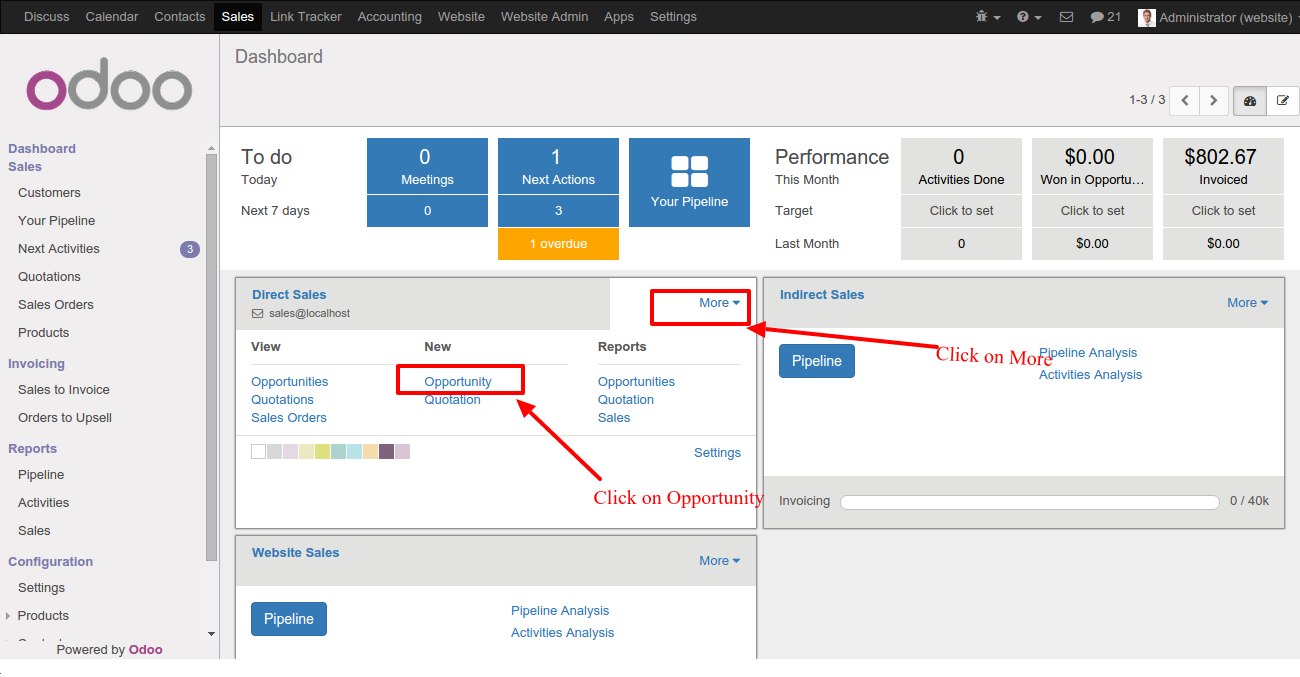 Discuss Calendar Contacts Sales Link Tracker Accounting Website Website Admin Apps Settings 21 Administrator (website)
odoo
Dashboard
Sales
Customers
Your Pipeline
Next Activities 3
Quotations
Sales Orders
Products
Invoicing
Sales to Invoice
Orders to Upsell
Reports
Pipeline
Activities
Sales
Configuration
Settings
Products
Powered by Odoo
Dashboard
1-3 / 3
To do
Today
Next 7 days
0
Meetings
0
1
Next Actions
3
1 overdue
Your Pipeline
Performance
This Month
Target
Last Month
0
Activities Done
Click to set
0
$0.00
Won in Opportu…
Click to set
$0.00
$802.67
Invoiced
Click to set
$0.00
Direct Sales
sales@localhost
More
View New Reports
Opportunities Opportunity Opportunities
Quotations Quotation Quotation
Sales Orders Sales
Settings
Click on Opportunity
Indirect Sales
More
Click on More
Pipeline
Pipeline Analysis
Activities Analysis
Invoicing 0 / 40k
Website Sales
More
Pipeline
Pipeline Analysis
Activities Analysis